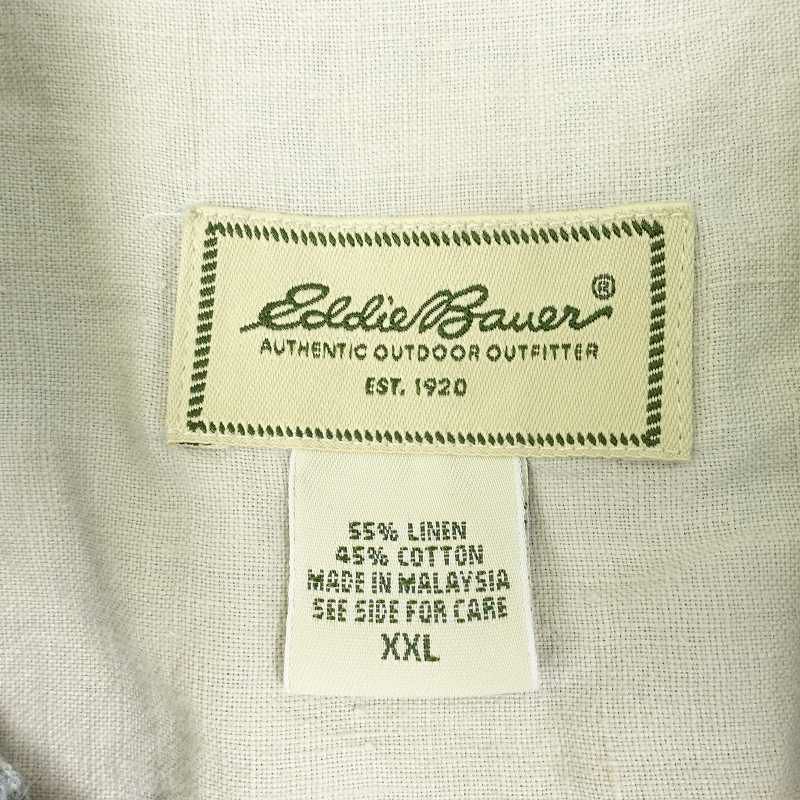 Eddie Bauer®
AUTHENTIC OUTDOOR OUTFITTER
EST. 1920
55% LINEN
45% COTTON
MADE IN MALAYSIA
SEE SIDE FOR CARE
XXL